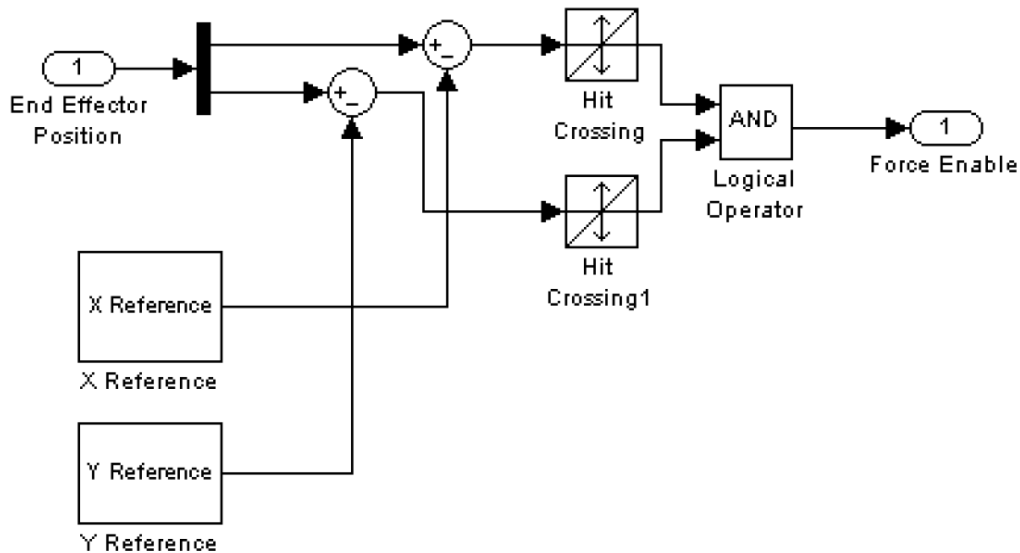 1
End Effector
Position
+
−
+
−
Hit
Crossing
Hit
Crossing1
AND
Logical
Operator
1
Force Enable
X Reference
X Reference
Y Reference
Y Reference